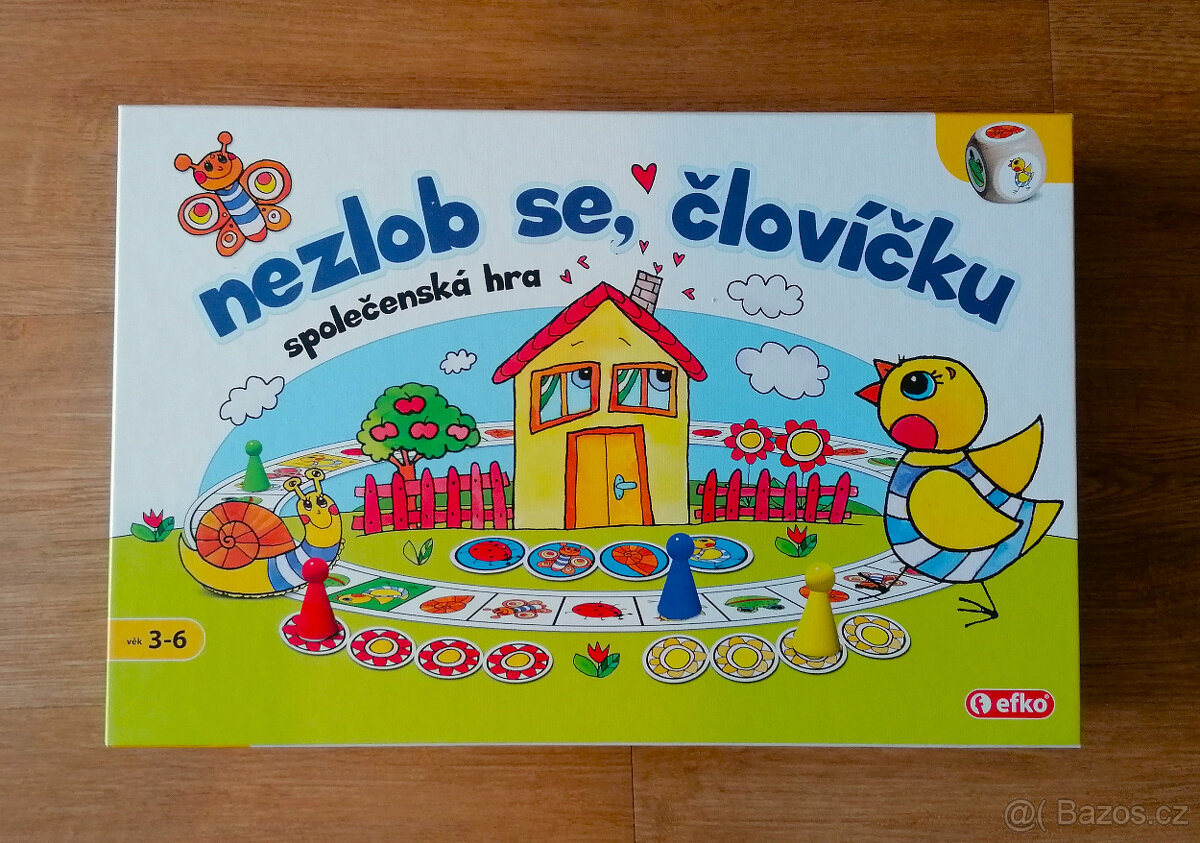 nezlob se, človíčku
společenská hra
věk 3-6
efko
@( Bazos.cz